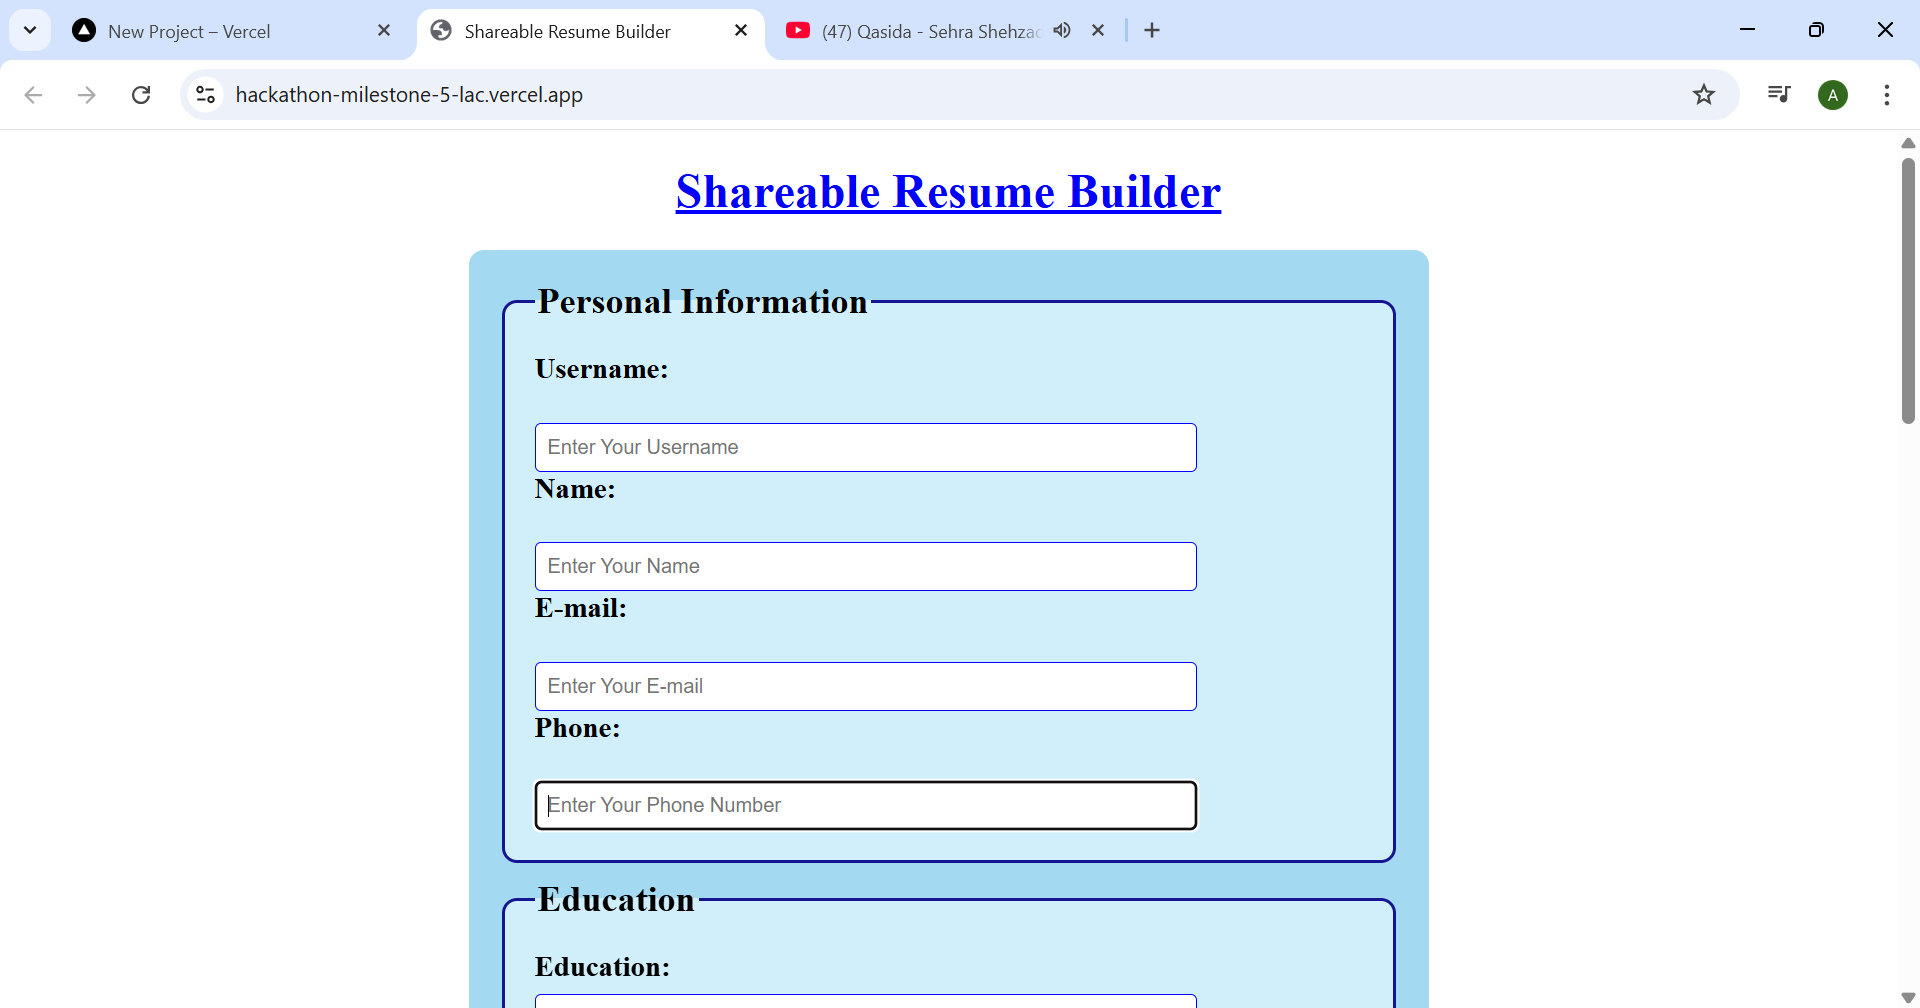 New Project – Vercel
Shareable Resume Builder
(47) Qasida - Sehra Shehzad
hackathon-milestone-5-lac.vercel.app
A
Shareable Resume Builder
Personal Information
Username:
Enter Your Username
Name:
Enter Your Name
E-mail:
Enter Your E-mail
Phone:
Enter Your Phone Number
Education
Education: